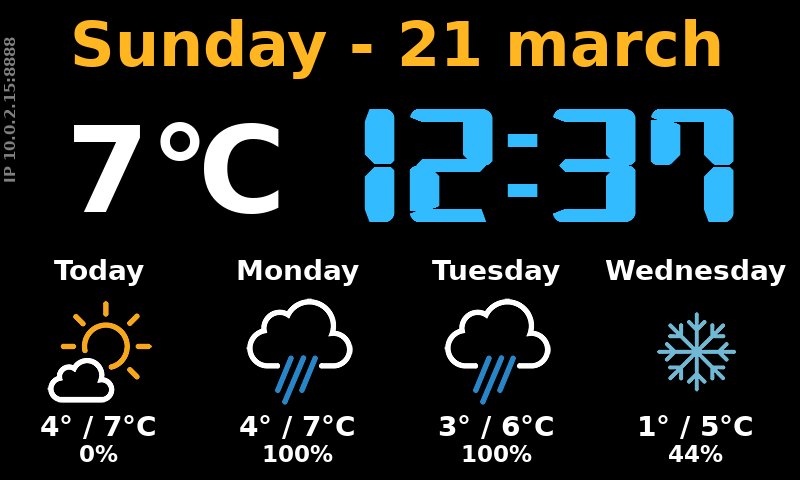 Sunday - 21 march
IP 10.0.2.15:8888
7°C 12:37
Today Monday Tuesday Wednesday
4° / 7°C 4° / 7°C 3° / 6°C 1° / 5°C
0% 100% 100% 44%